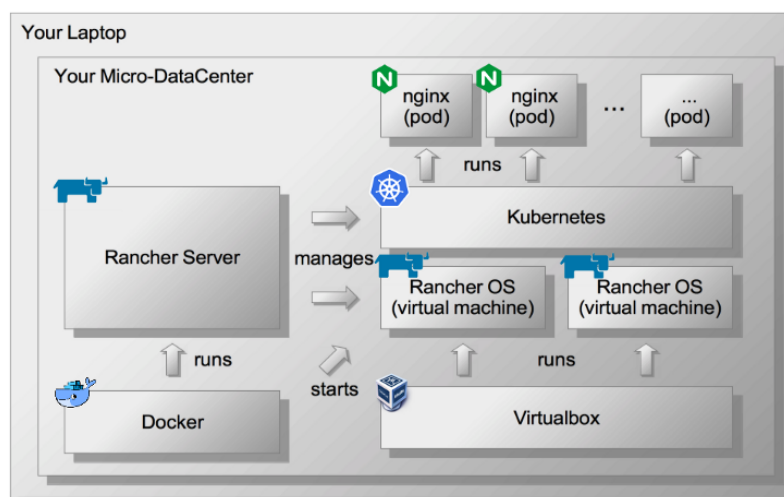 Your Laptop
Your Micro-DataCenter
nginx
(pod)
nginx
(pod)
...
...
(pod)
runs
Kubernetes
Rancher Server
manages
Rancher OS
(virtual machine)
Rancher OS
(virtual machine)
runs
starts
runs
Docker
Virtualbox